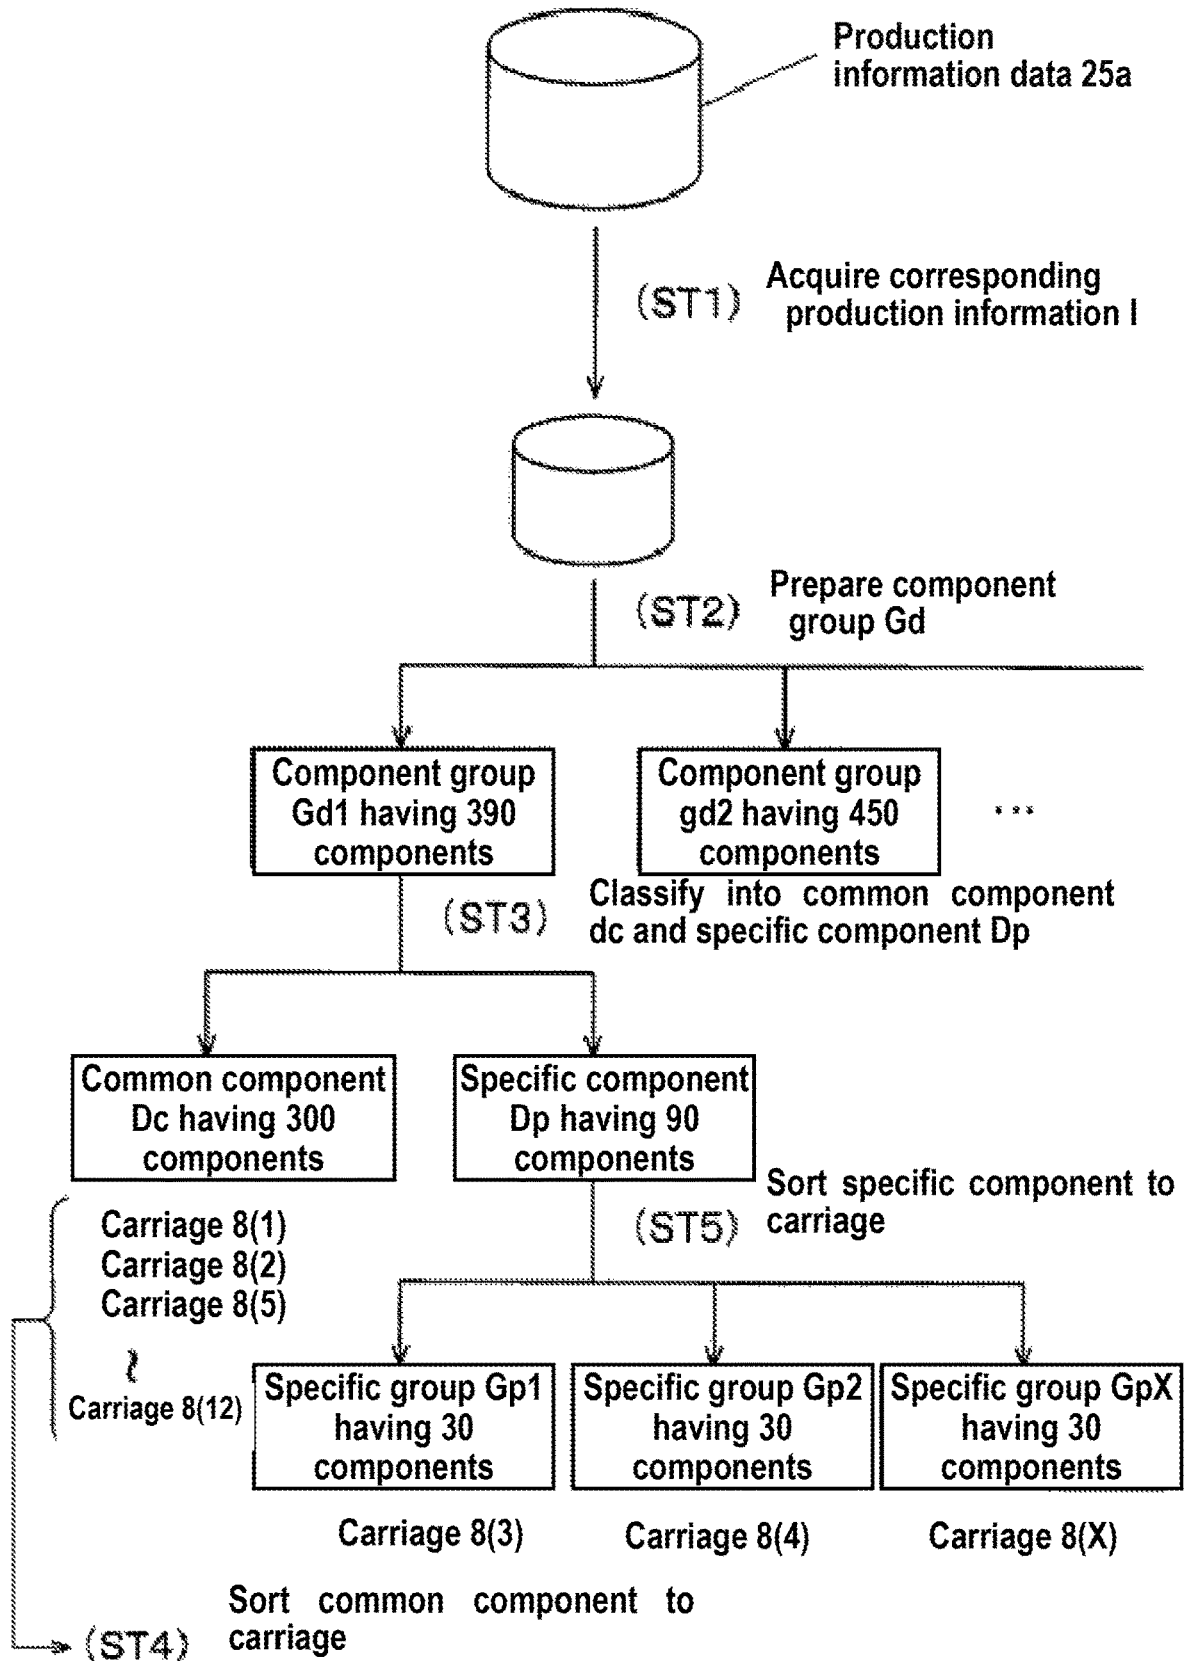 Production
information data 25a
(ST1)
Acquire corresponding
production information I
(ST2)
Prepare component
group Gd
Component group
Gd1 having 390
components
Component group
gd2 having 450
components
...
(ST3)
Classify into common component
dc and specific component Dp
Common component
Dc having 300
components
Specific component
Dp having 90
components
(ST5)
Sort specific component to
carriage
Carriage 8(1)
Carriage 8(2)
Carriage 8(5)
~
Carriage 8(12)
Specific group Gp1
having 30
components
Specific group Gp2
having 30
components
Specific group GpX
having 30
components
Carriage 8(3)
Carriage 8(4)
Carriage 8(X)
(ST4)
Sort common component to
carriage